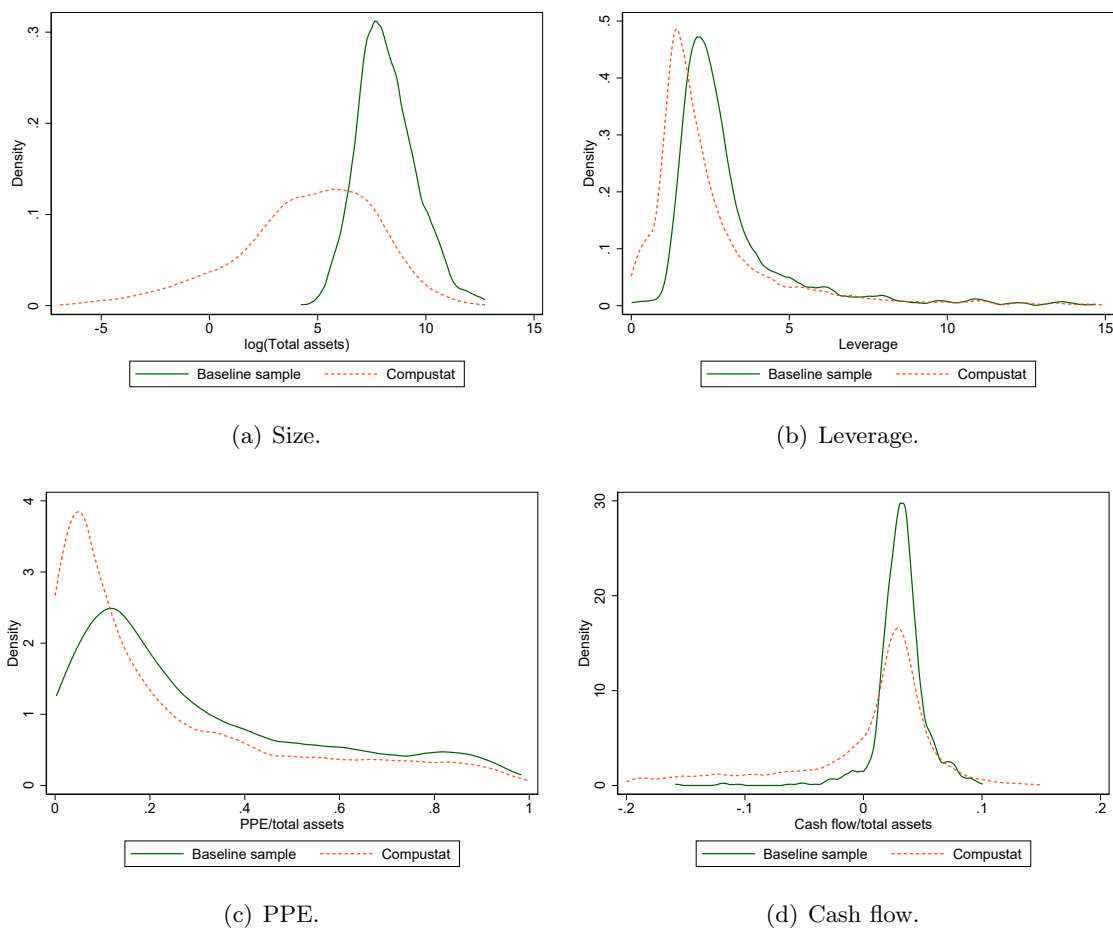 Density
0
.1
.2
.3
-5
0
5
10
15
log(Total assets)
Baseline sample
Compustat
(a) Size.
Density
0
.1
.2
.3
.4
.5
0
5
10
15
Leverage
Baseline sample
Compustat
(b) Leverage.
Density
0
1
2
3
4
0
.2
.4
.6
.8
1
PPE/total assets
Baseline sample
Compustat
(c) PPE.
Density
0
10
20
30
-.2
-.1
0
.1
.2
Cash flow/total assets
Baseline sample
Compustat
(d) Cash flow.